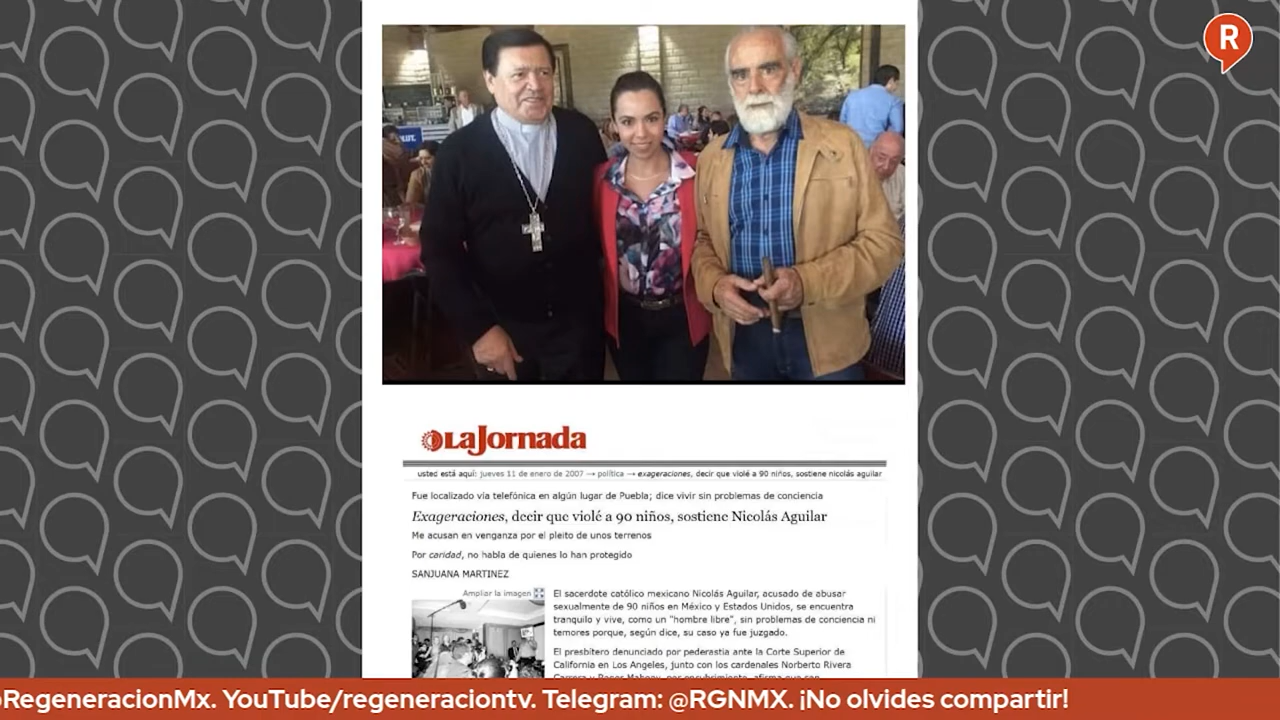 R
LaJornada
usted está aquí: jueves 11 de enero de 2007 → política → exageraciones, decir que violé a 90 niños, sostiene nicolás aguilar
Fue localizado vía telefónica en algún lugar de Puebla; dice vivir sin problemas de conciencia
Exageraciones, decir que violé a 90 niños, sostiene Nicolás Aguilar
Me acusan en venganza por el pleito de unos terrenos
Por caridad, no habla de quienes lo han protegido
SANJUANA MARTINEZ
Ampliar la imagen
El sacerdote católico mexicano Nicolás Aguilar, acusado de abusar
sexualmente de 90 niños en México y Estados Unidos, se encuentra
tranquilo y vive, como un "hombre libre", sin problemas de conciencia ni
temores porque, según dice, su caso ya fue juzgado.
El presbítero denunciado por pederastia ante la Corte Superior de
California en Los Angeles, junto con los cardenales Norberto Rivera
RegeneracionMx. YouTube/regeneraciontv. Telegram: @RGNMX. ¡No olvides compartir!